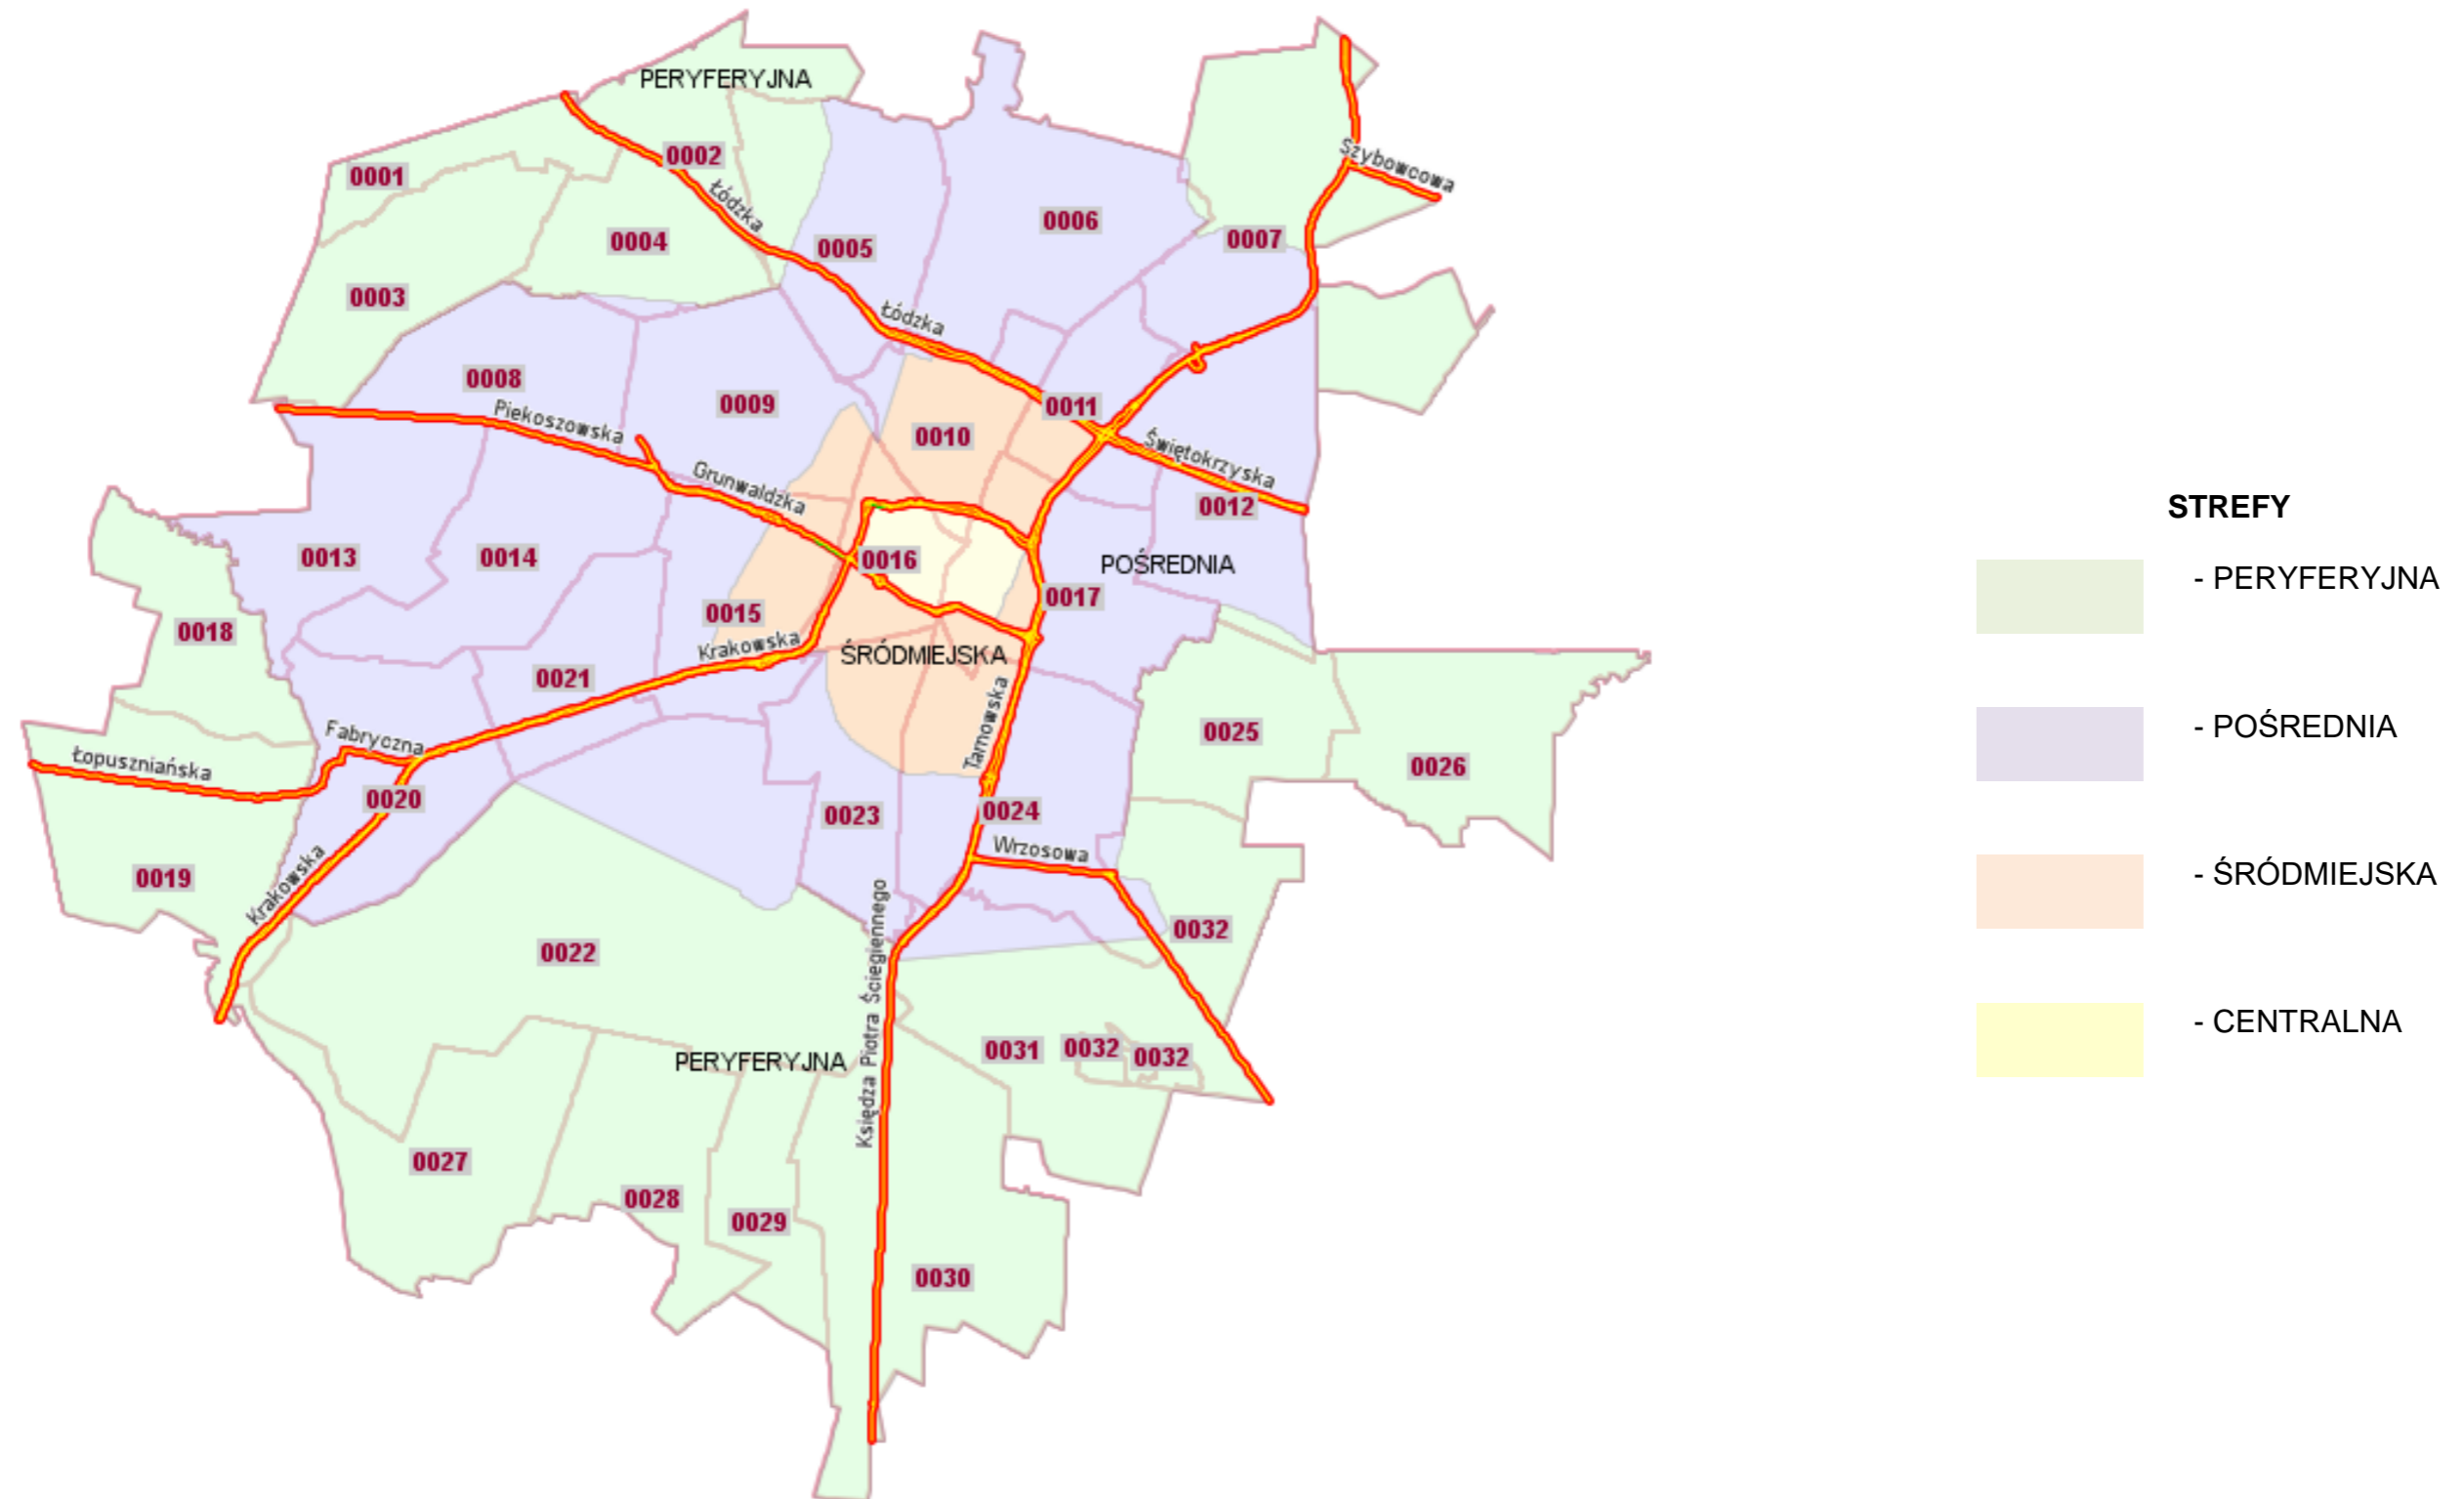 PERYFERYJNA
0001
0002
Łódzka
Szybowcowa
0003
0004
0005
0006
0007
Łódzka
0008
0009
0010
0011
Piekoszowska
Grunwaldzka
Świętokrzyska
0012
0013
0014
0015
0016
POŚREDNIA
0017
0018
Krakowska
ŚRÓDMIEJSKA
0021
Fabryczna
Łopuszniańska
Tarnowska
0025
0026
0020
0023
0024
Wrzosowa
0019
Krakowska
0022
Księdza Piotra Ściegiennego
0032
PERYFERYJNA
0031
0032
0032
0027
0028
0029
0030
STREFY
- PERYFERYJNA
- POŚREDNIA
- ŚRÓDMIEJSKA
- CENTRALNA